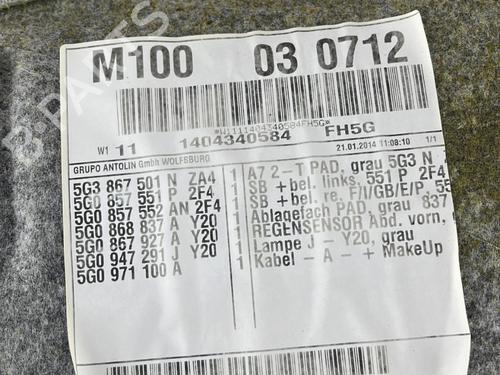 M100 03 0712
*W1111404340584FH5G*
W1 11 1404340584 FH5G
GRUPO ANTOLIN GmbH WOLFSBURG 21.01.2014 11:08:10 1/1
5G3 867 501 N ZA4 1 A7 2-T PAD, grau 5G3 N
5G0 857 551 P 2F4 1 SB +bel. links, 551 P 2F4
5G0 857 552 AN 2F4 1 SB +bel. re. F/I/GB/E/P, 55
5G0 868 837 A Y20 1 Ablagefach PAD, grau 837
5G0 867 927 A Y20 1 REGENSENSOR Abd. vorn,
5G0 947 291 J Y20 1 Lampe J - Y20, grau
5G0 971 100 A 1 Kabel -A- + MakeUp